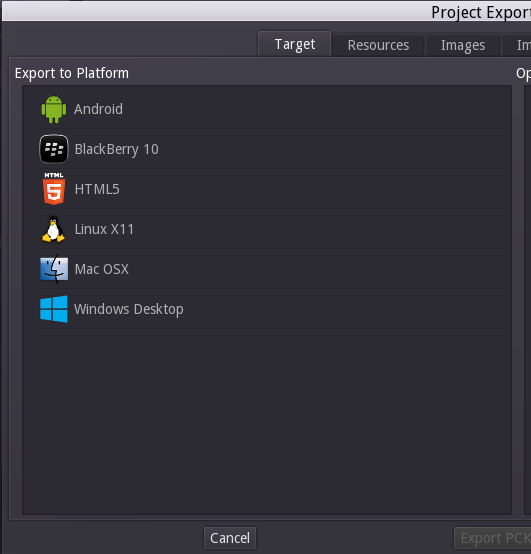 Project Expor
Target
Resources
Images
Im
Export to Platform
Op
Android
BlackBerry 10
HTML
5
HTML5
Linux X11
Mac OSX
Windows Desktop
Cancel
Export PCK